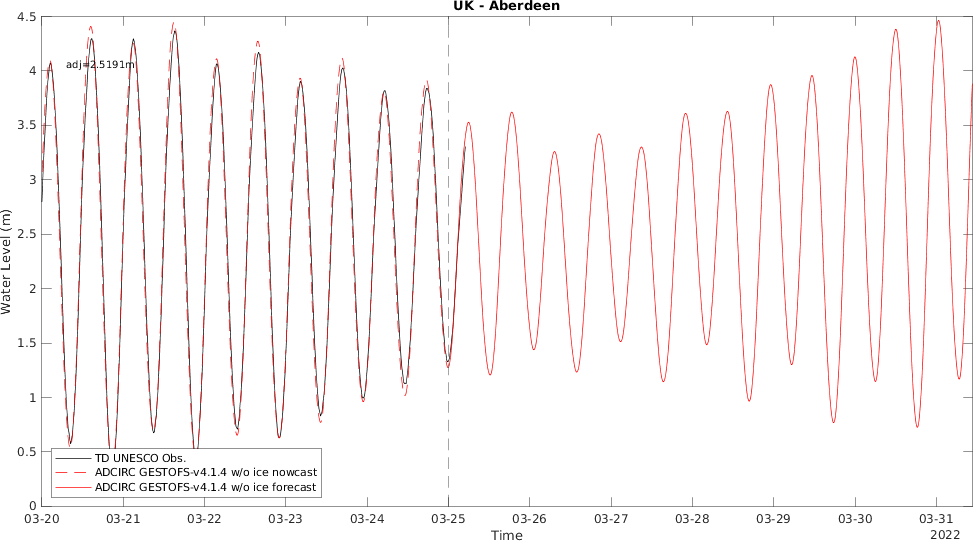 UK - Aberdeen
4.5
4
3.5
3
2.5
2
1.5
1
0.5
0
Water Level (m)
adj=2.5191m
TD UNESCO Obs.
ADCIRC GESTOFS-v4.1.4 w/o ice nowcast
ADCIRC GESTOFS-v4.1.4 w/o ice forecast
03-20 03-21 03-22 03-23 03-24 03-25 03-26 03-27 03-28 03-29 03-30 03-31
Time
2022